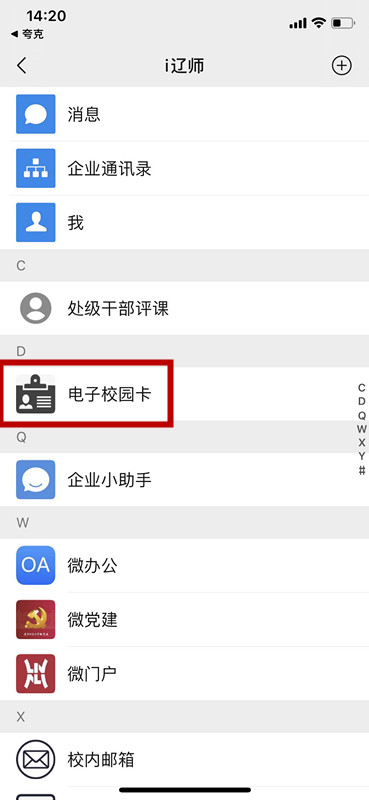 14:20
◀ 夸克
i辽师
消息
企业通讯录
我
C
处级干部评课
D
电子校园卡
C
D
Q
W
X
Y
#
Q
企业小助手
W
OA
微办公
微党建
微门户
X
校内邮箱